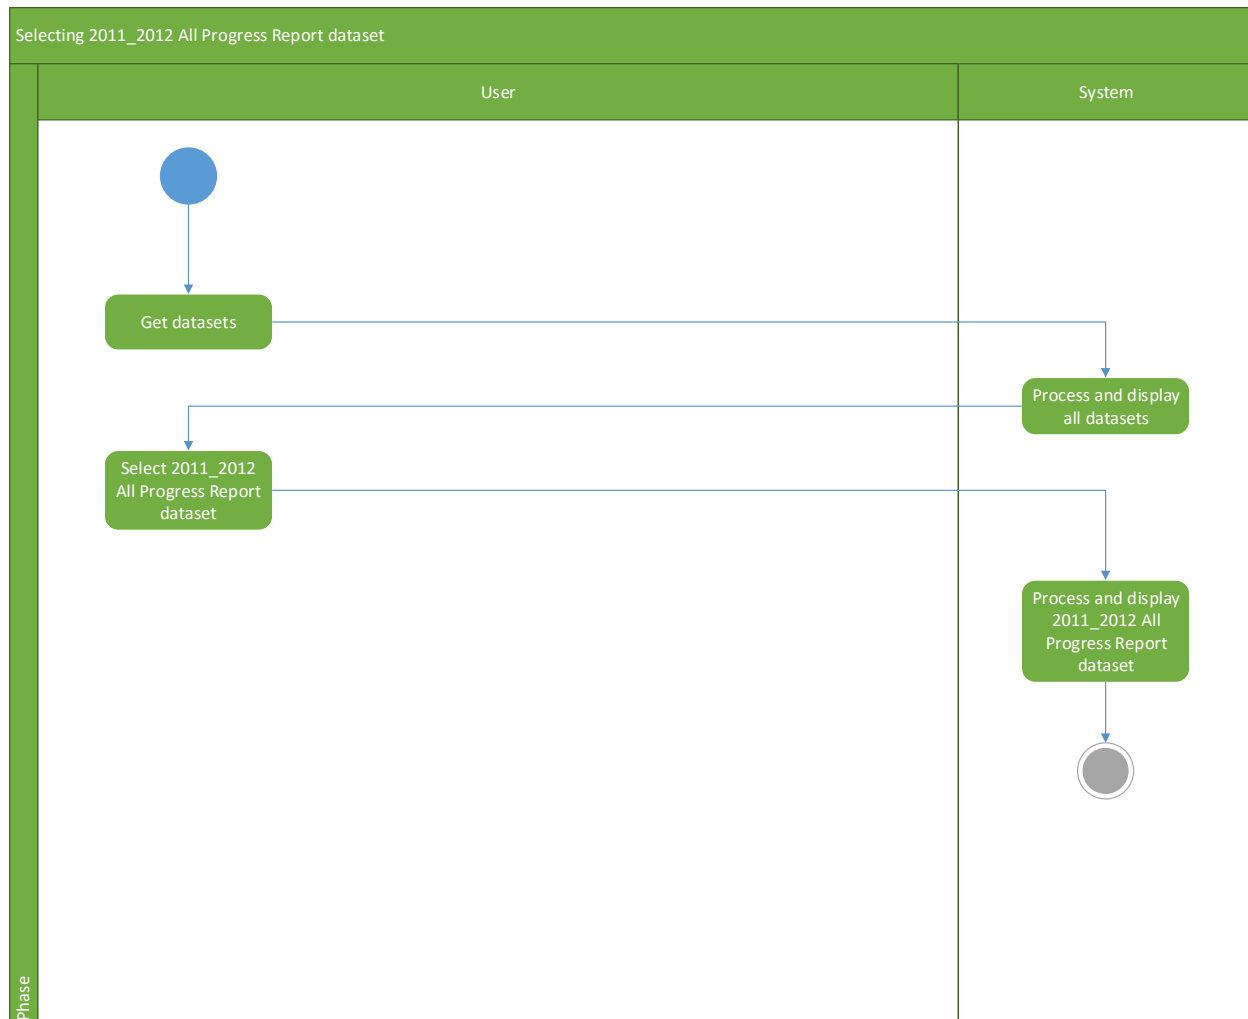 Selecting 2011_2012 All Progress Report dataset
User
System
Get datasets
Process and display
all datasets
Select 2011_2012
All Progress Report
dataset
Process and display
2011_2012 All
Progress Report
dataset
Phase